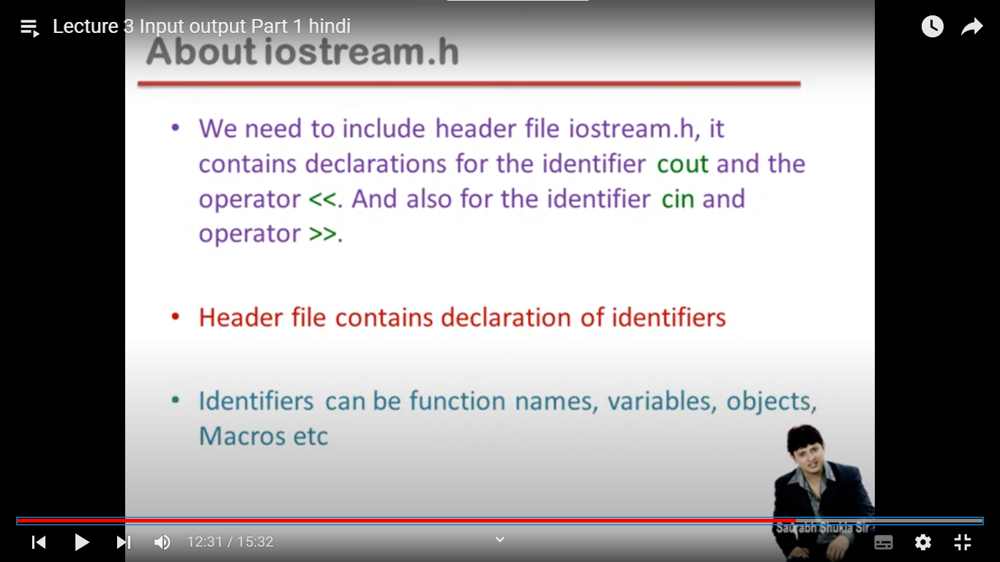 Lecture 3 Input output Part 1 hindi
About iostream.h
• We need to include header file iostream.h, it
contains declarations for the identifier cout and the
operator <<. And also for the identifier cin and
operator >>.
• Header file contains declaration of identifiers
• Identifiers can be function names, variables, objects,
Macros etc
Saurabh Shukla Sir
12:31 / 15:32